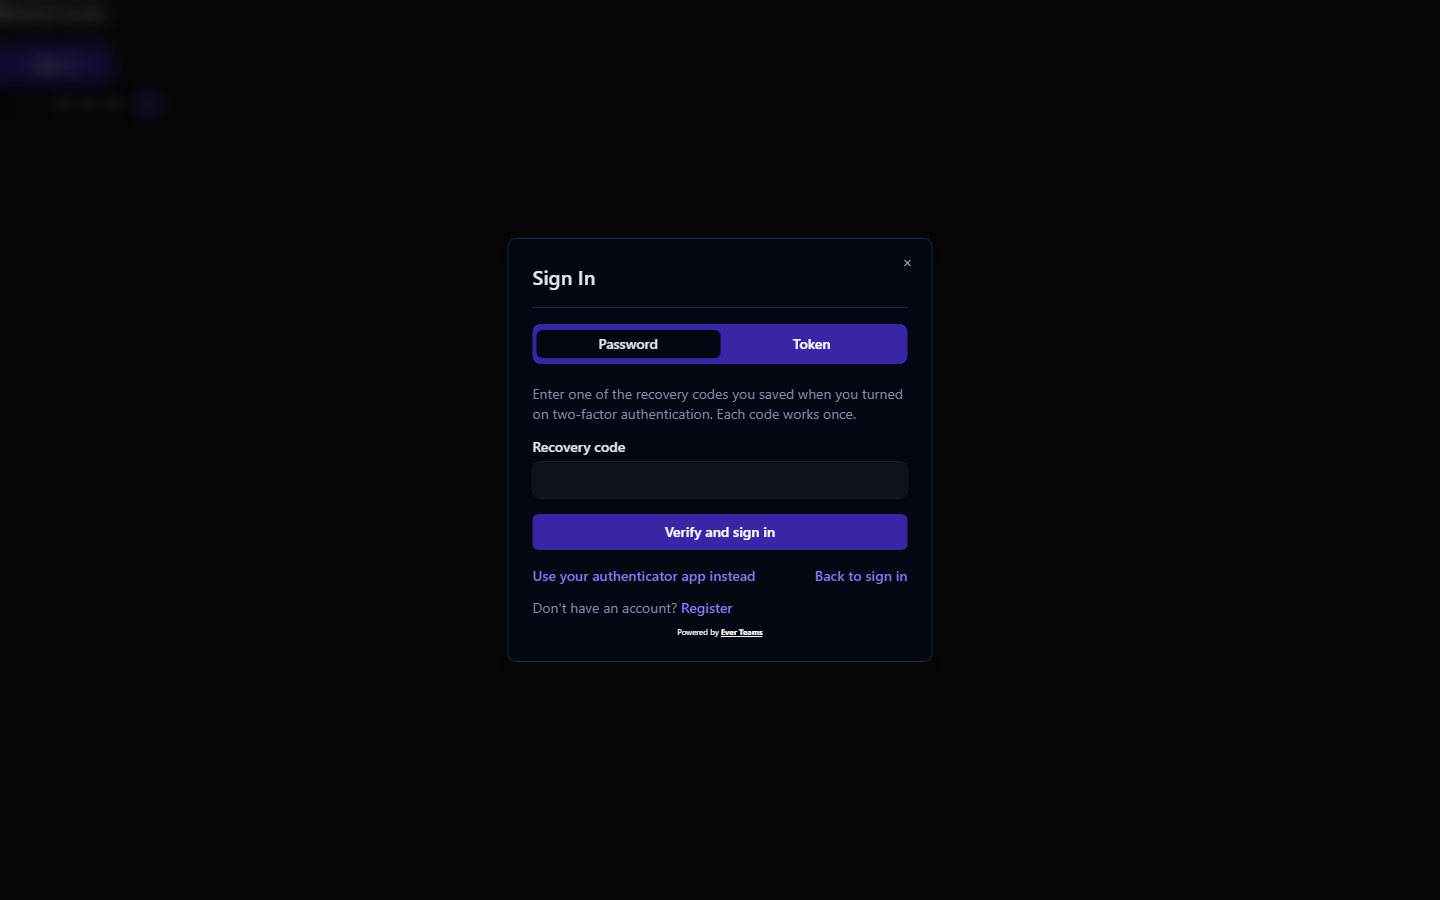 Sign In
×
Password
Token
Enter one of the recovery codes you saved when you turned
on two-factor authentication. Each code works once.
Recovery code
Verify and sign in
Use your authenticator app instead
Back to sign in
Don't have an account? Register
Powered by Ever Teams